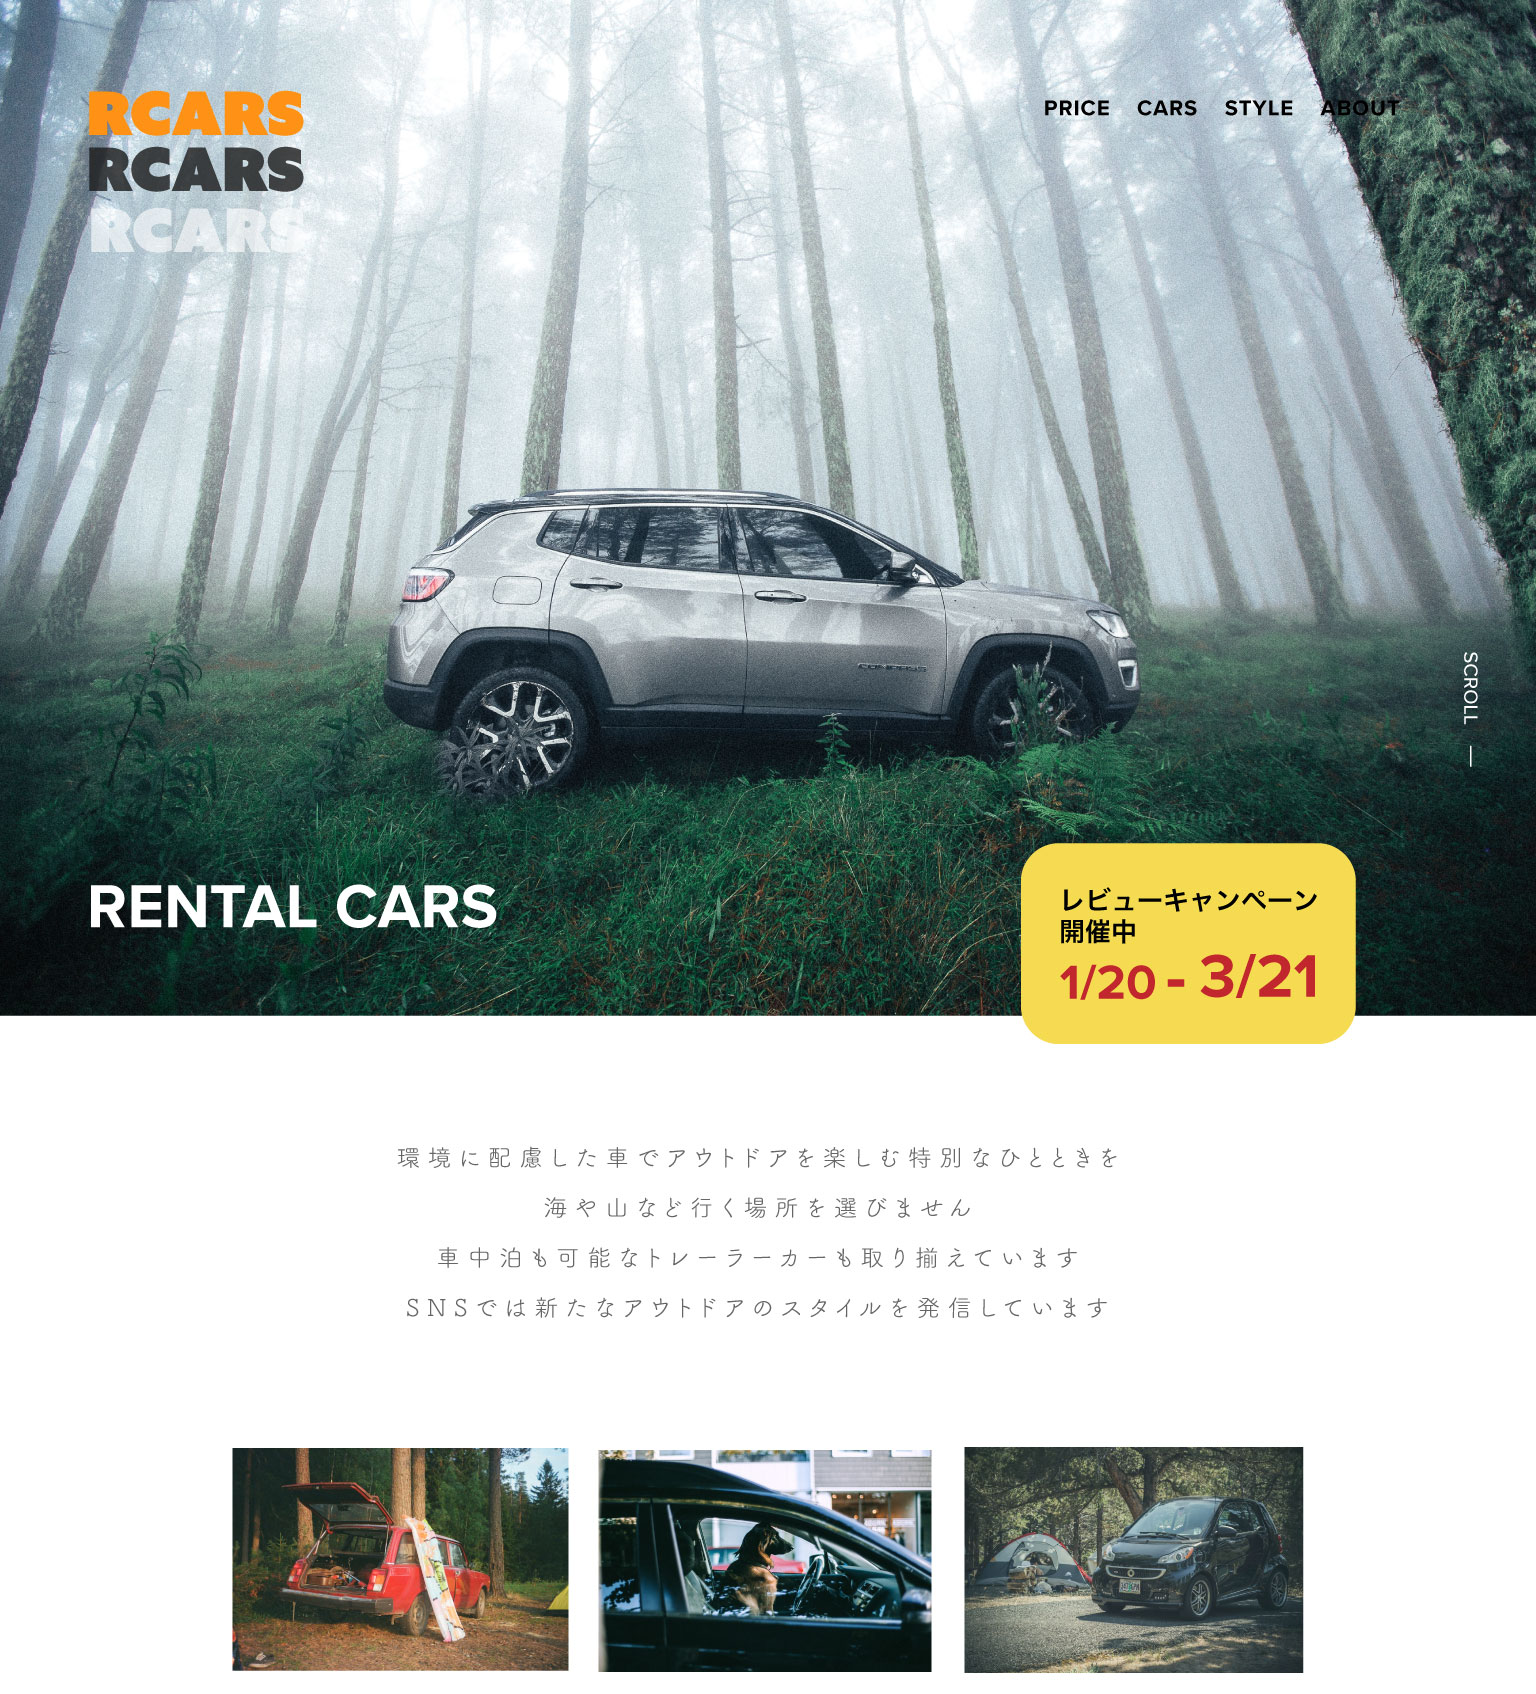 RCARS
RCARS
RCARS
PRICE CARS STYLE ABOUT
COMPASS
SCROLL
RENTAL CARS
レビューキャンペーン
開催中
1/20 - 3/21
環境に配慮した車でアウトドアを楽しむ特別なひとときを
海や山など行く場所を選びません
車中泊も可能なトレーラーカーも取り揃えています
SNSでは新たなアウトドアのスタイルを発信しています